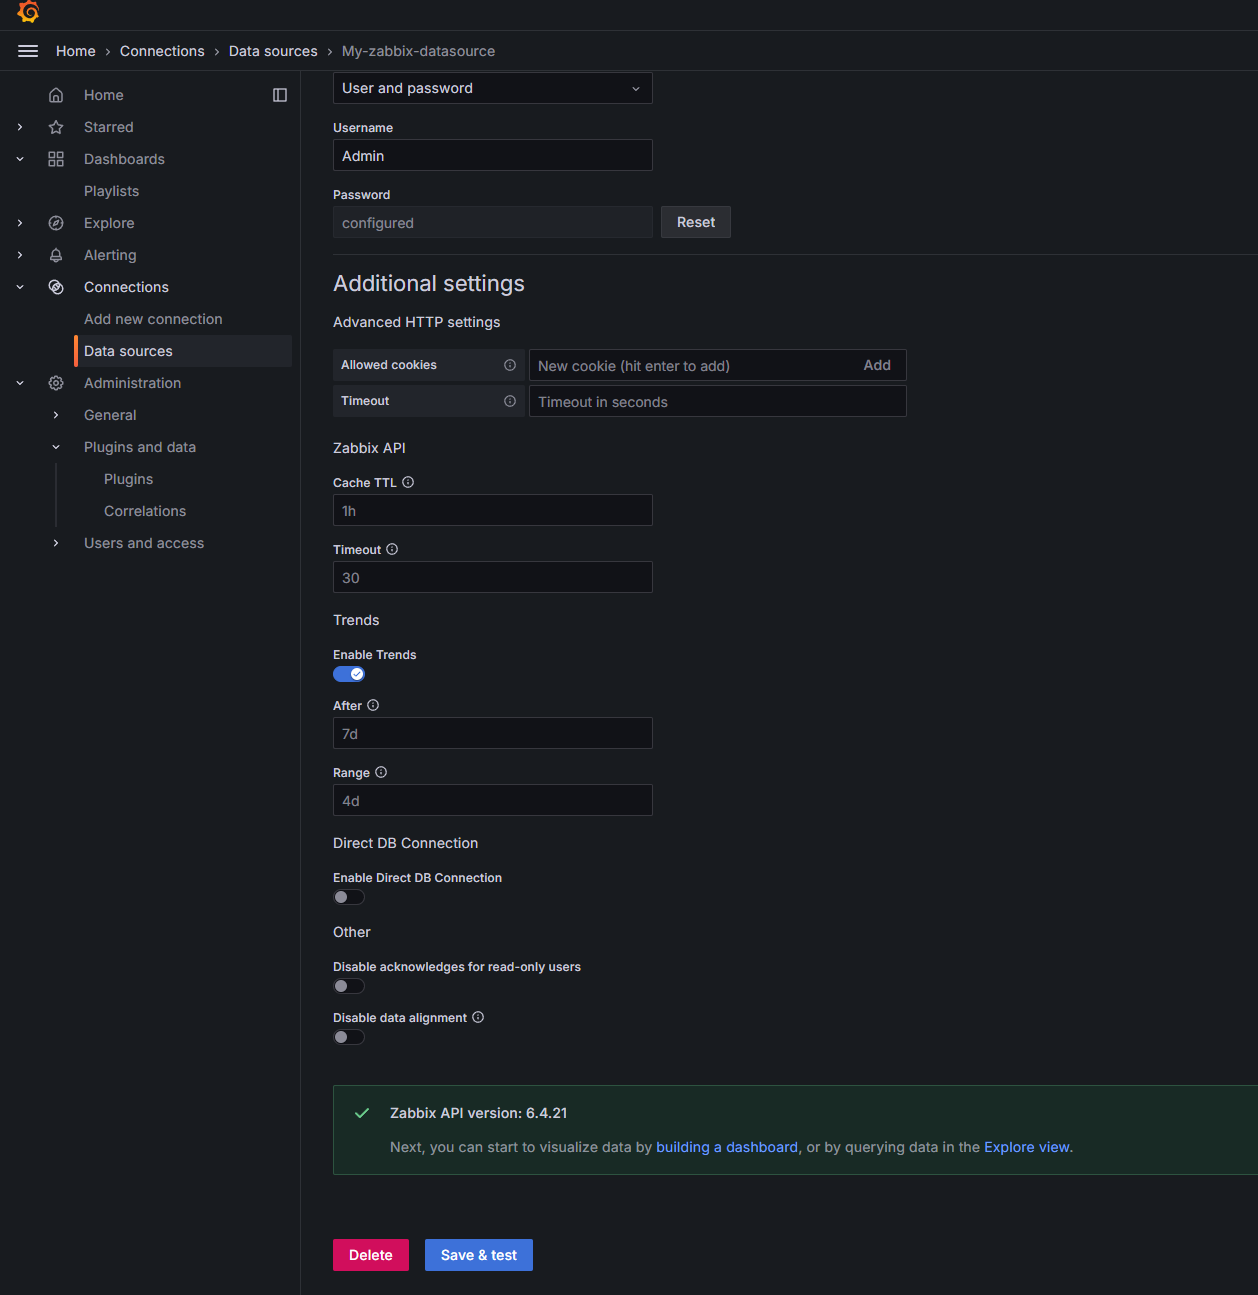 Home › Connections › Data sources › My-zabbix-datasource
Home
Starred
Dashboards
Playlists
Explore
Alerting
Connections
Add new connection
Data sources
Administration
General
Plugins and data
Plugins
Correlations
Users and access
User and password
Username
Admin
Password
configured
Reset
Additional settings
Advanced HTTP settings
Allowed cookies
New cookie (hit enter to add)
Add
Timeout
Timeout in seconds
Zabbix API
Cache TTL
1h
Timeout
30
Trends
Enable Trends
After
7d
Range
4d
Direct DB Connection
Enable Direct DB Connection
Other
Disable acknowledges for read-only users
Disable data alignment
Zabbix API version: 6.4.21
Next, you can start to visualize data by building a dashboard, or by querying data in the Explore view.
Delete
Save & test